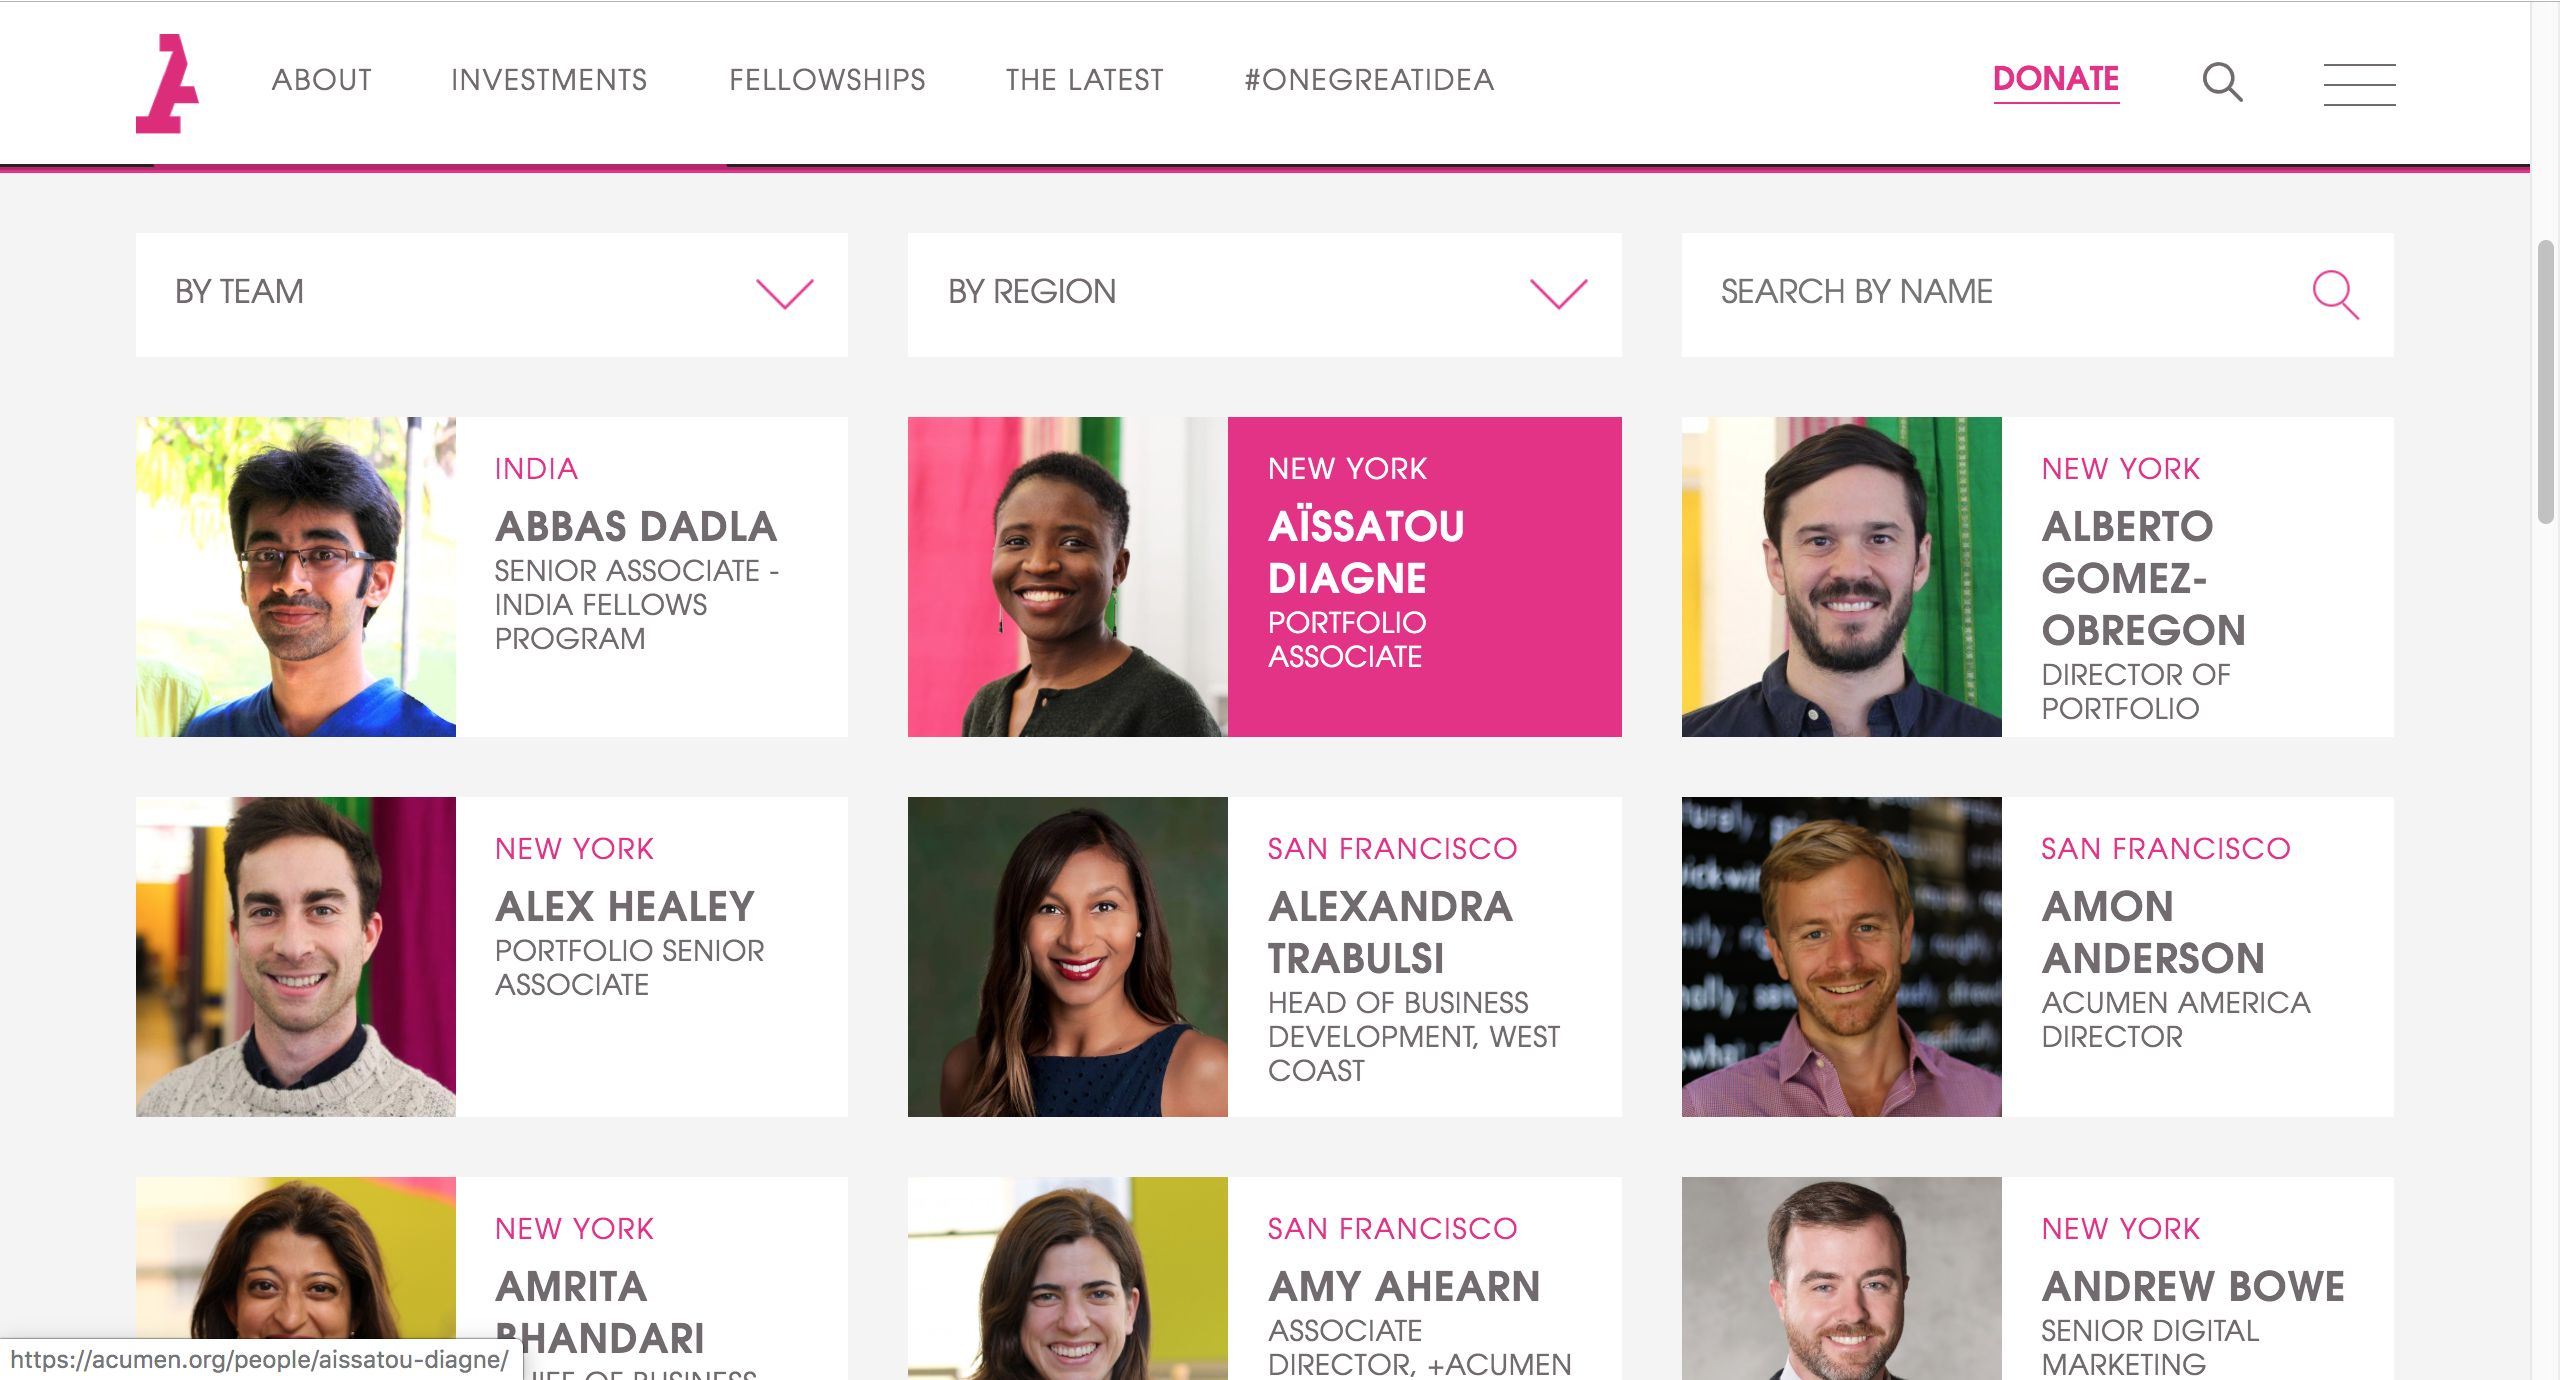 ABOUT
INVESTMENTS
FELLOWSHIPS
THE LATEST
#ONEGREATIDEA
DONATE
BY TEAM
BY REGION
SEARCH BY NAME
INDIA
ABBAS DADLA
SENIOR ASSOCIATE -
INDIA FELLOWS
PROGRAM
NEW YORK
AÏSSATOU
DIAGNE
PORTFOLIO
ASSOCIATE
NEW YORK
ALBERTO
GOMEZ-
OBREGON
DIRECTOR OF
PORTFOLIO
NEW YORK
ALEX HEALEY
PORTFOLIO SENIOR
ASSOCIATE
SAN FRANCISCO
ALEXANDRA
TRABULSI
HEAD OF BUSINESS
DEVELOPMENT, WEST
COAST
SAN FRANCISCO
AMON
ANDERSON
ACUMEN AMERICA
DIRECTOR
NEW YORK
AMRITA
BHANDARI
OF BUSINESS
SAN FRANCISCO
AMY AHEARN
ASSOCIATE
DIRECTOR, +ACUMEN
NEW YORK
ANDREW BOWE
SENIOR DIGITAL
MARKETING
https://acumen.org/people/aissatou-diagne/